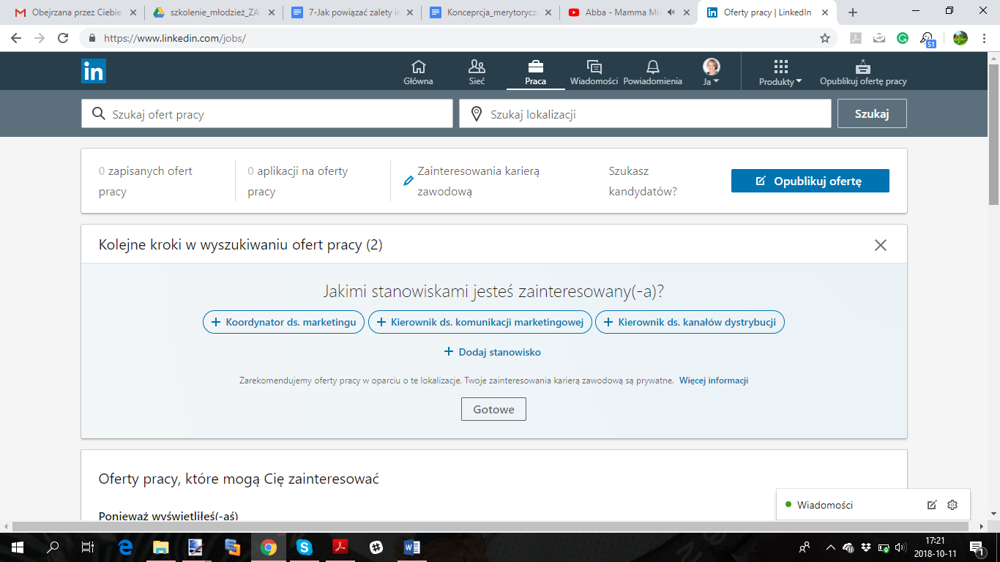 Obejrzana przez Ciebie
szkolenie_młodzież_ZA
7-Jak powiązać zalety in
Konceprcja_merytorycz
Abba - Mamma Mi
Oferty pracy | LinkedIn
https://www.linkedin.com/jobs/
51
in
Główna
Sieć
Praca
Wiadomości
Powiadomienia
Ja
Produkty
Opublikuj ofertę pracy
Szukaj ofert pracy
Szukaj lokalizacji
Szukaj
0 zapisanych ofert
pracy
0 aplikacji na oferty
pracy
Zainteresowania karierą
zawodową
Szukasz
kandydatów?
Opublikuj ofertę
Kolejne kroki w wyszukiwaniu ofert pracy (2)
Jakimi stanowiskami jesteś zainteresowany(-a)?
+ Koordynator ds. marketingu
+ Kierownik ds. komunikacji marketingowej
+ Kierownik ds. kanałów dystrybucji
+ Dodaj stanowisko
Zarekomendujemy oferty pracy w oparciu o te lokalizacje. Twoje zainteresowania karierą zawodową są prywatne. Więcej informacji
Gotowe
Oferty pracy, które mogą Cię zainteresować
Ponieważ wyświetliłeś(-aś)
Wiadomości
17:21
2018-10-11
1